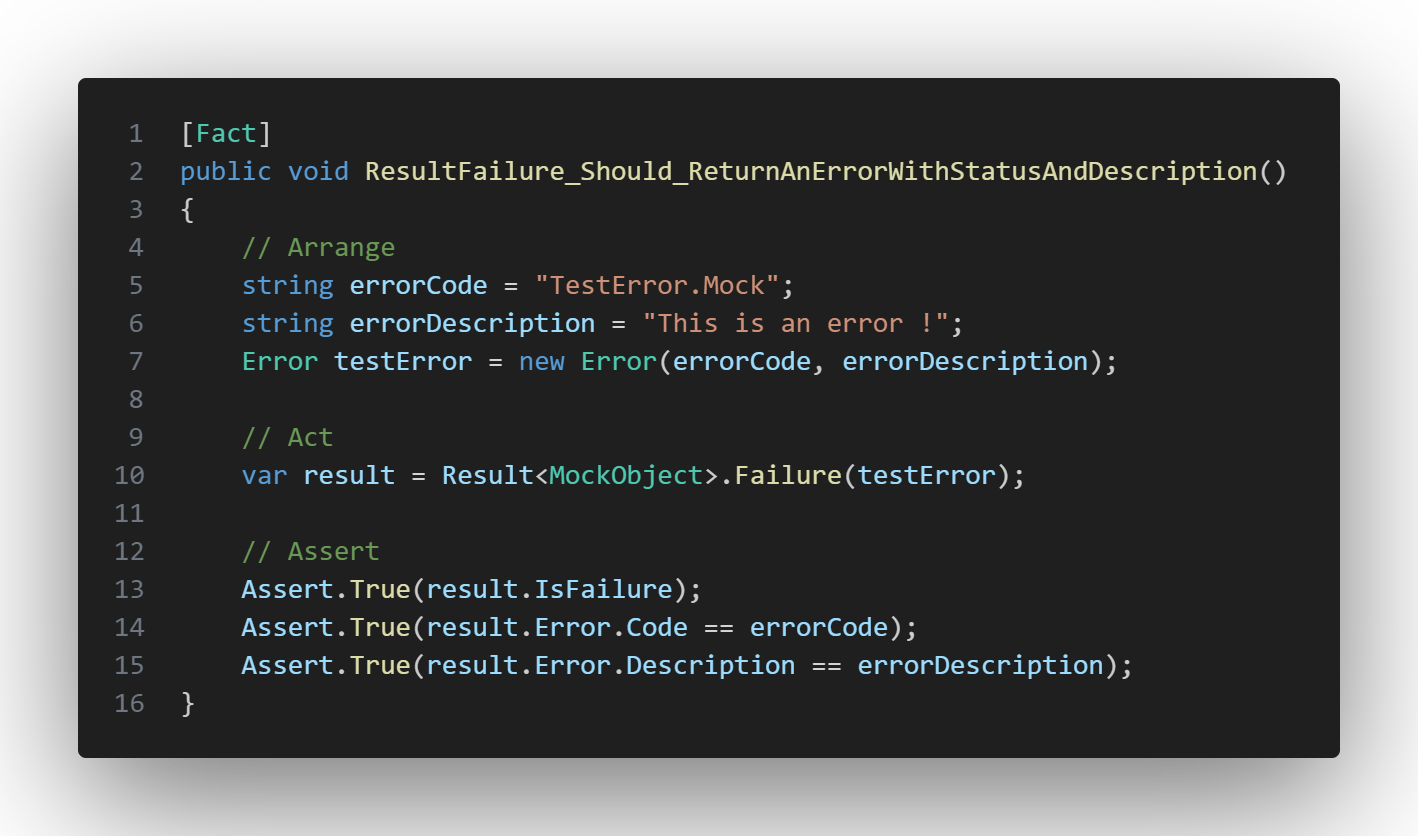 1 [Fact]
2 public void ResultFailure_Should_ReturnAnErrorWithStatusAndDescription()
3 {
4     // Arrange
5     string errorCode = "TestError.Mock";
6     string errorDescription = "This is an error !";
7     Error testError = new Error(errorCode, errorDescription);
8
9     // Act
10     var result = Result<MockObject>.Failure(testError);
11
12     // Assert
13     Assert.True(result.IsFailure);
14     Assert.True(result.Error.Code == errorCode);
15     Assert.True(result.Error.Description == errorDescription);
16 }